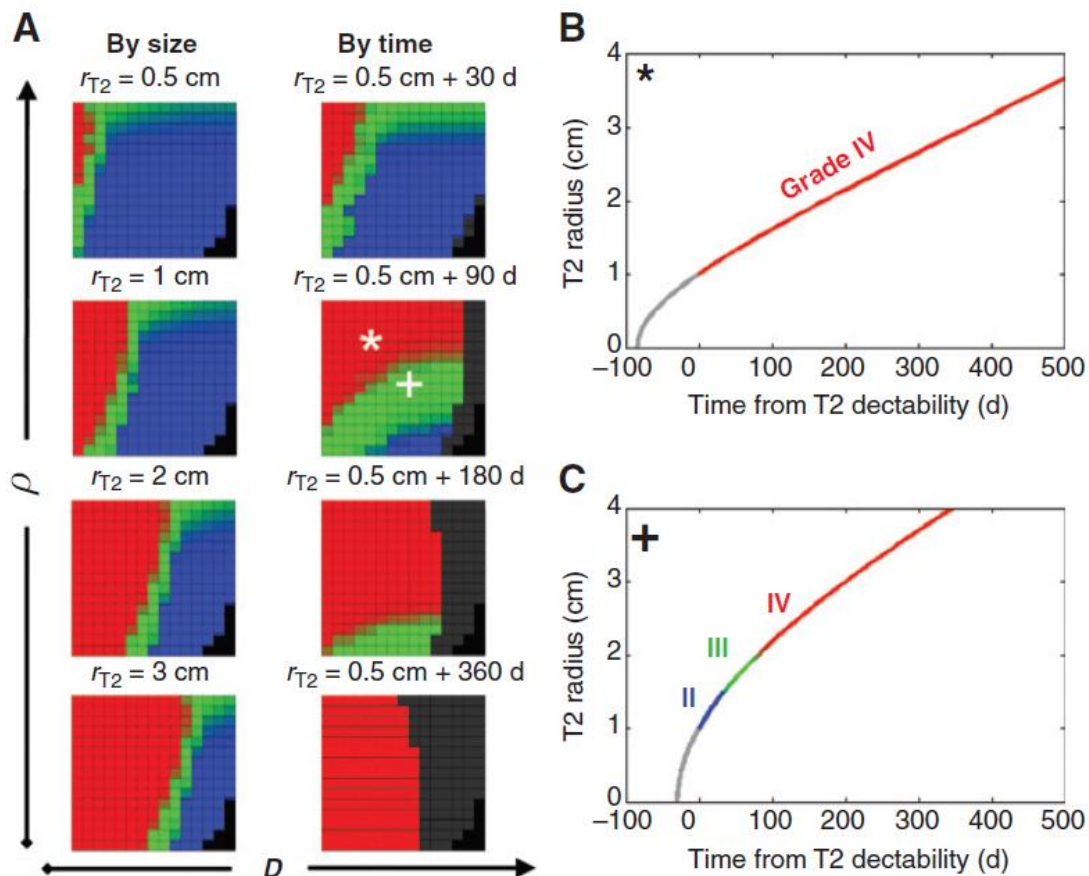 A
By size
By time
r_T2 = 0.5 cm
r_T2 = 0.5 cm + 30 d
r_T2 = 1 cm
r_T2 = 0.5 cm + 90 d
*
+
r_T2 = 2 cm
r_T2 = 0.5 cm + 180 d
r_T2 = 3 cm
r_T2 = 0.5 cm + 360 d
ρ
D
B
*
T2 radius (cm)
4
3
2
1
0
Grade IV
–100 0 100 200 300 400 500
Time from T2 dectability (d)
C
+
T2 radius (cm)
4
3
2
1
0
II
III
IV
–100 0 100 200 300 400 500
Time from T2 dectability (d)